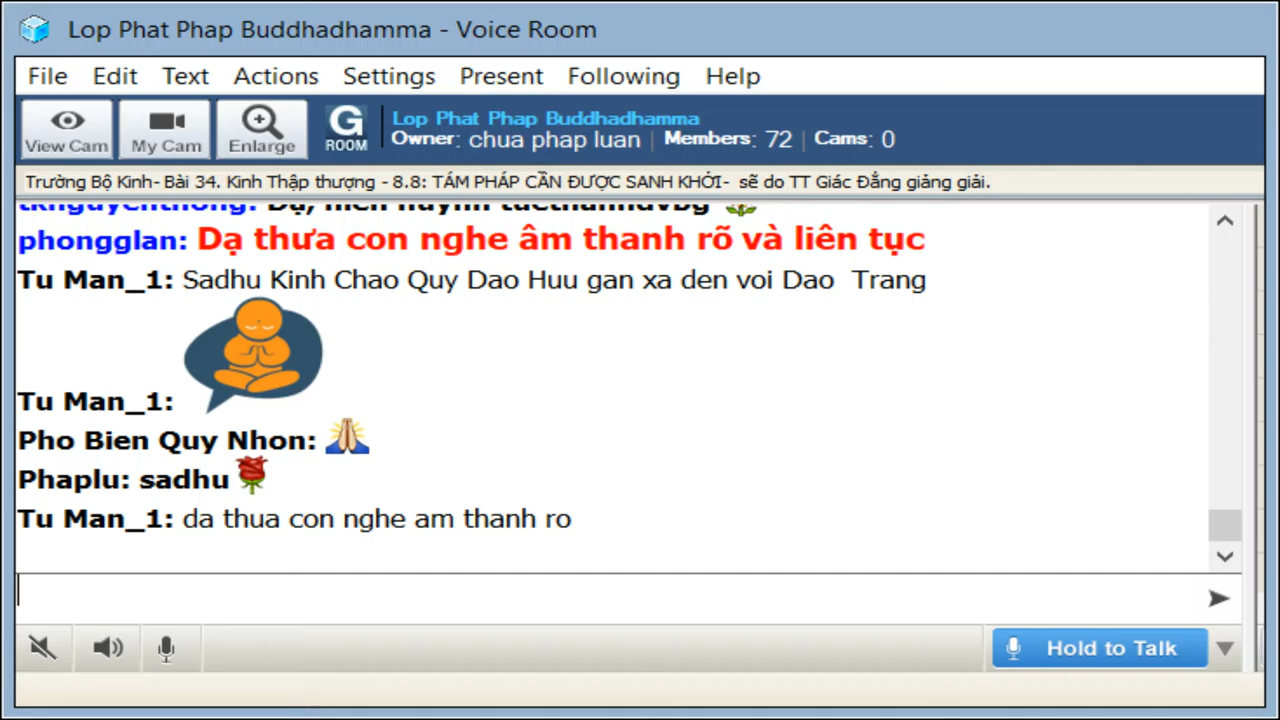 Lop Phat Phap Buddhadhamma - Voice Room
File Edit Text Actions Settings Present Following Help
View Cam My Cam Enlarge G ROOM
Lop Phat Phap Buddhadhamma
Owner: chua phap luan | Members: 72 | Cams: 0
Trường Bộ Kinh- Bài 34. Kinh Thập thượng - 8.8: TÁM PHÁP CẦN ĐƯỢC SANH KHỞI- sẽ do TT Giác Đẳng giảng giải.
phongglan: Dạ thưa con nghe âm thanh rõ và liên tục
Tu Man_1: Sadhu Kinh Chao Quy Dao Huu gan xa den voi Dao Trang
Tu Man_1:
Pho Bien Quy Nhon:
Phaplu: sadhu
Tu Man_1: da thua con nghe am thanh ro
Hold to Talk